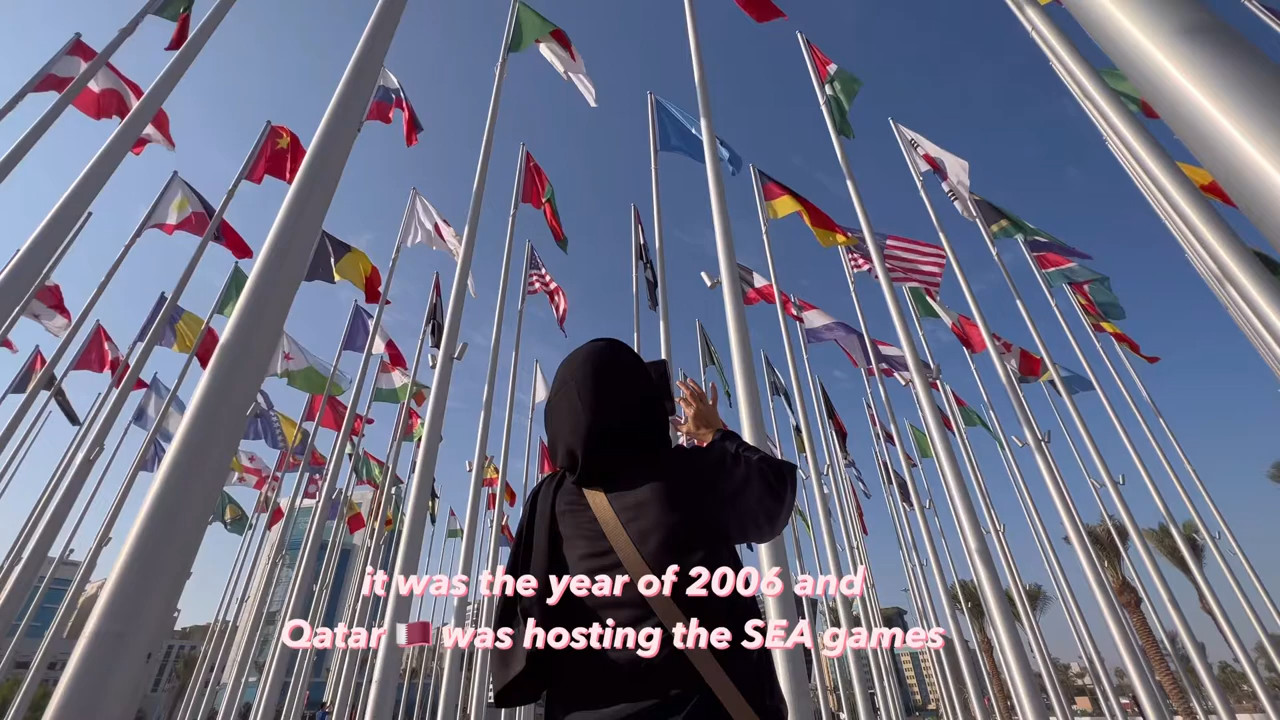 it was the year of 2006 and
Qatar 🇶🇦 was hosting the SEA games